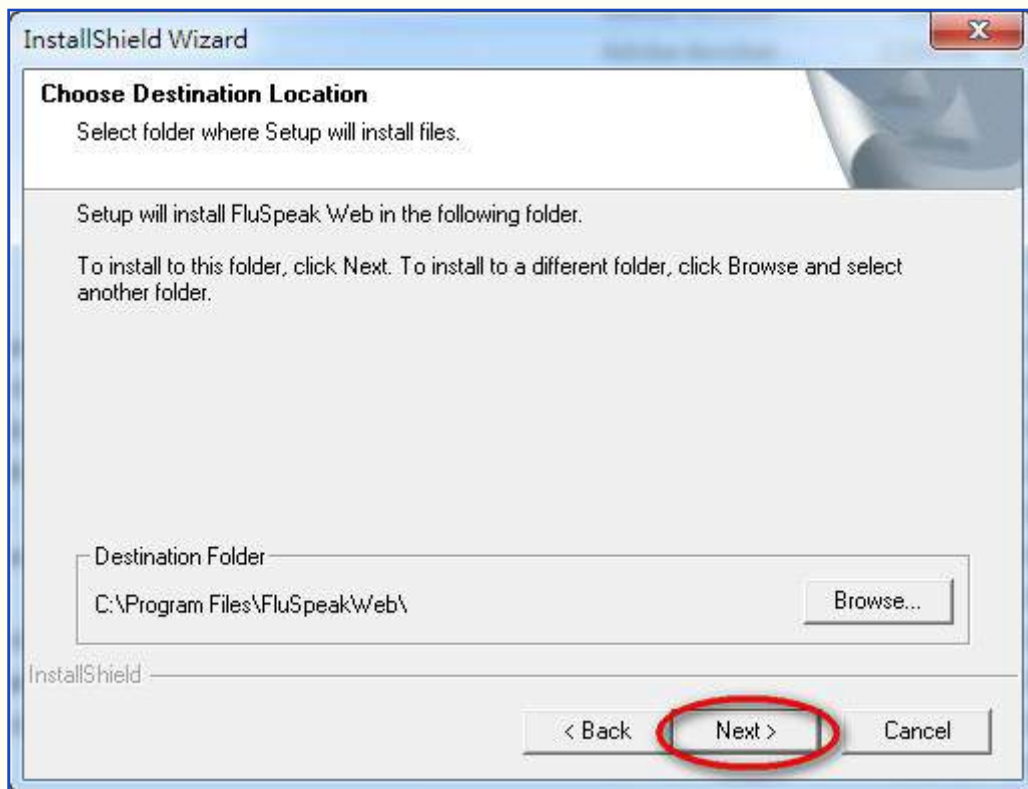 InstallShield Wizard
Choose Destination Location
Select folder where Setup will install files.
Setup will install FluSpeak Web in the following folder.
To install to this folder, click Next. To install to a different folder, click Browse and select
another folder.
Destination Folder
C:\Program Files\FluSpeakWeb\
Browse...
InstallShield
< Back
Next >
Cancel